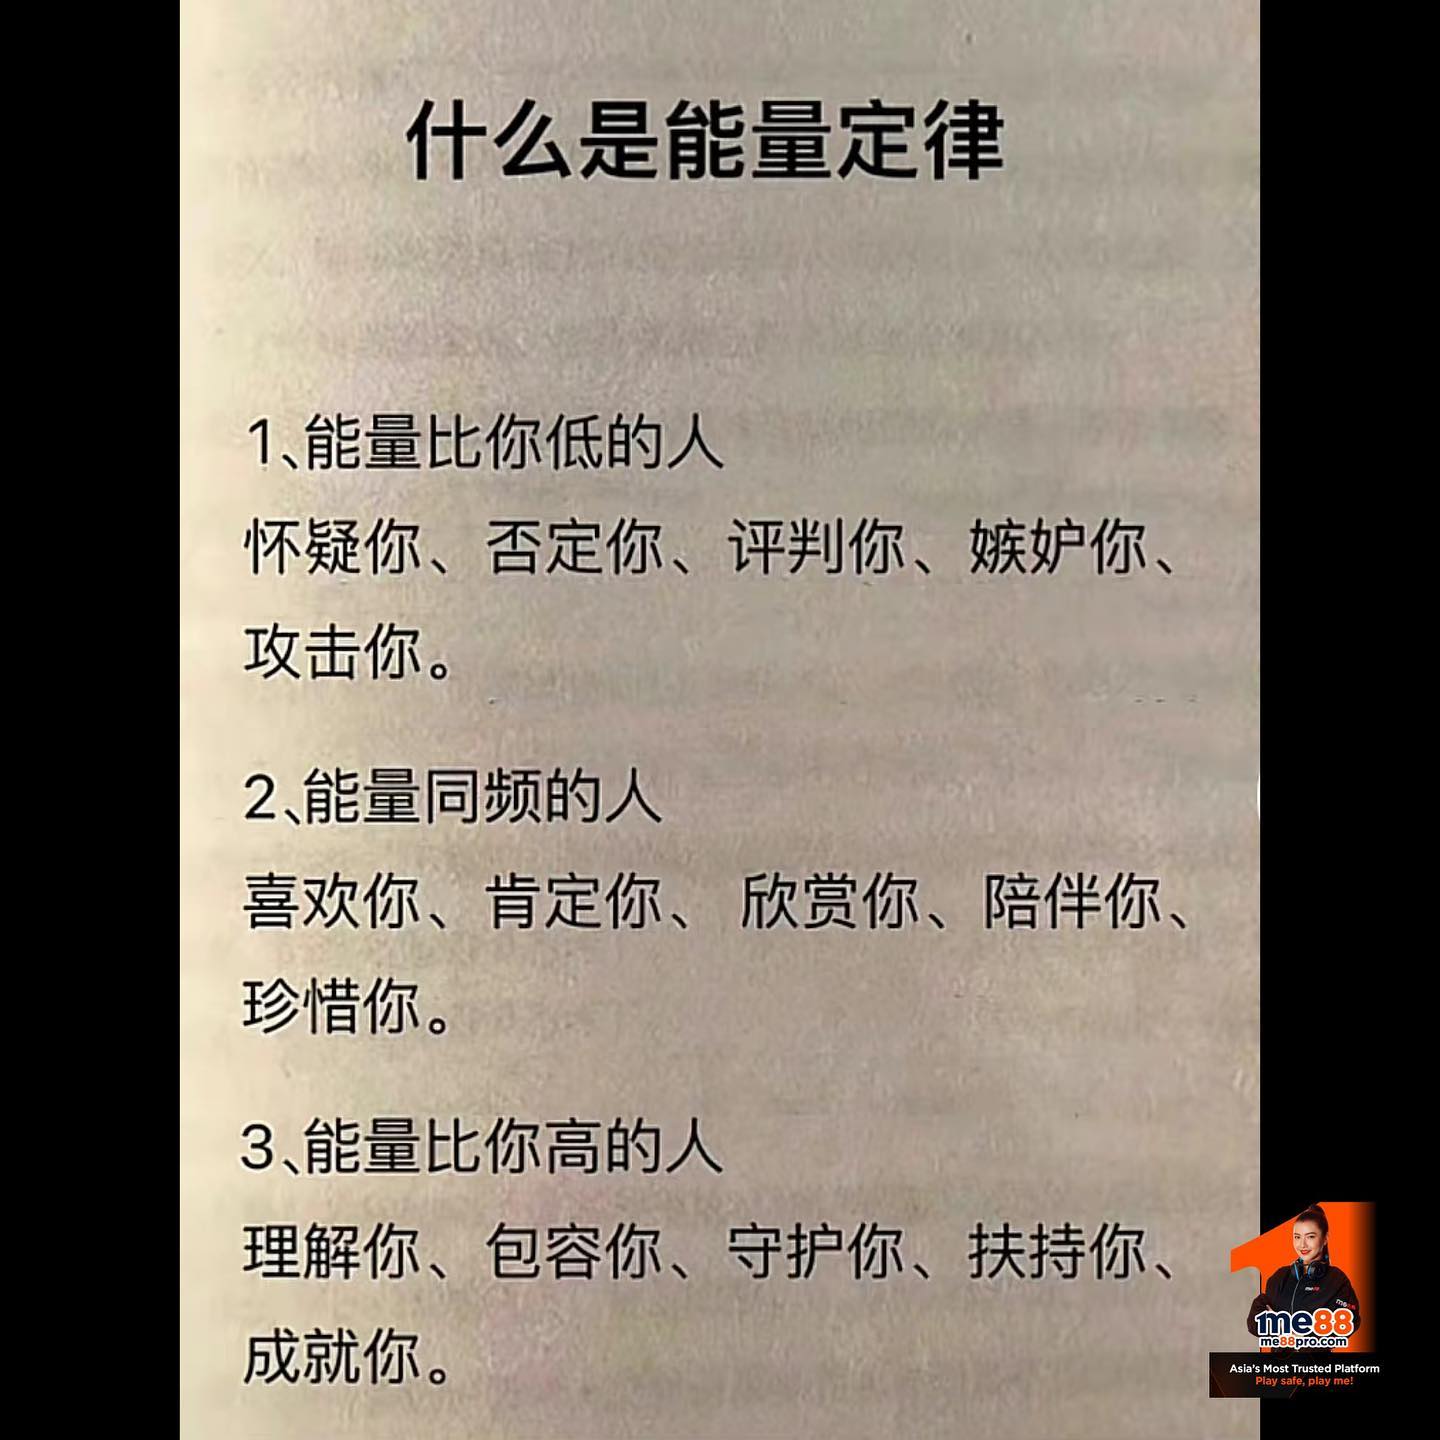 什么是能量定律
1、能量比你低的人
怀疑你、否定你、评判你、嫉妒你、
攻击你。
2、能量同频的人
喜欢你、肯定你、 欣赏你、陪伴你、
珍惜你。
3、能量比你高的人
理解你、包容你、守护你、扶持你、
成就你。
1
me88
me88
me88
me88pro.com
Asia's Most Trusted Platform
Play safe, play me!